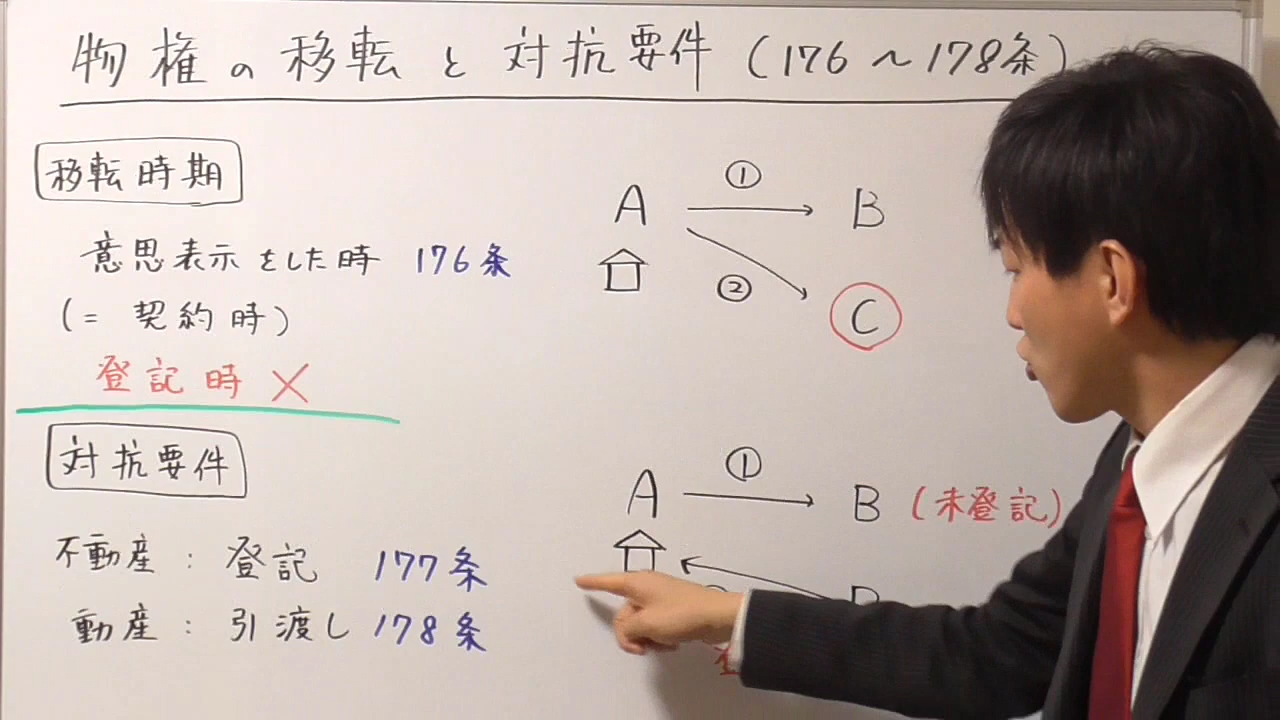 物権の移転と対抗要件(176〜178条)
移転時期
意思表示をした時 176条
(= 契約時)
登記時 ×
対抗要件
不動産：登記 177条
動産：引渡し 178条
①
A B
②
C
①
A B (未登記)